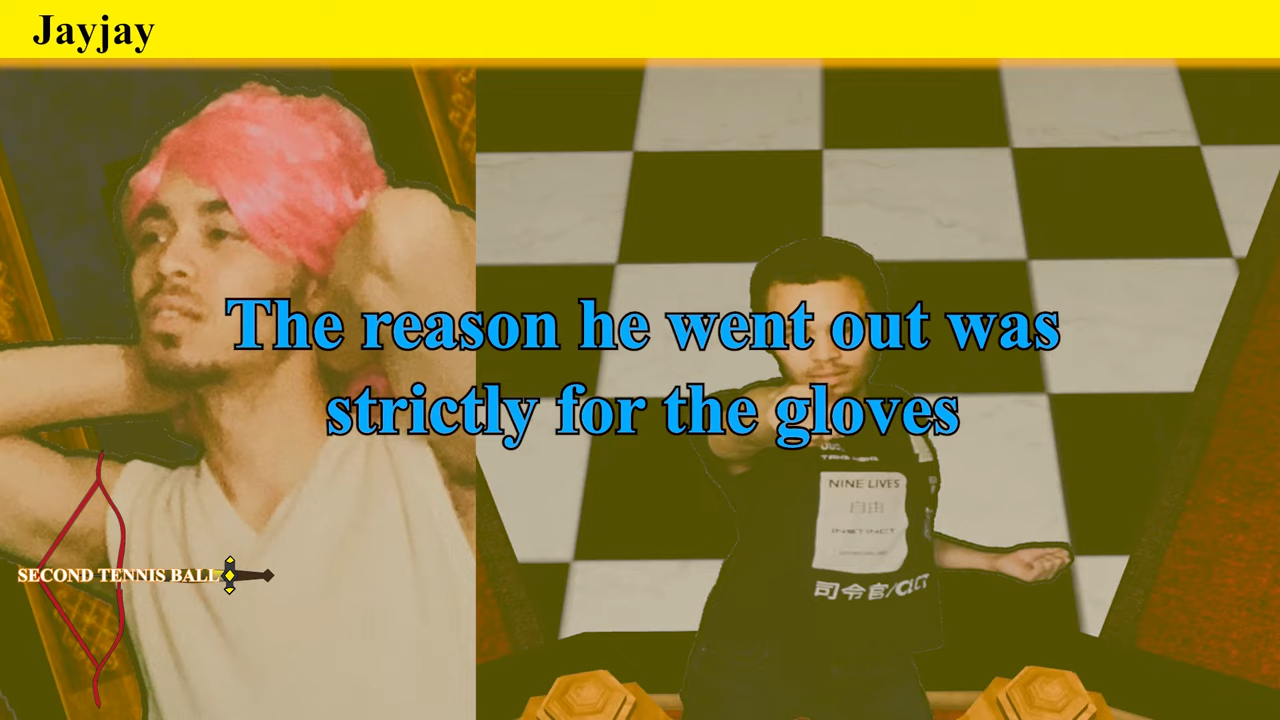 Jayjay
The reason he went out was
strictly for the gloves
NINE LIVES
自由
INSTINCT
司令官/CLCT
SECOND TENNIS BALL